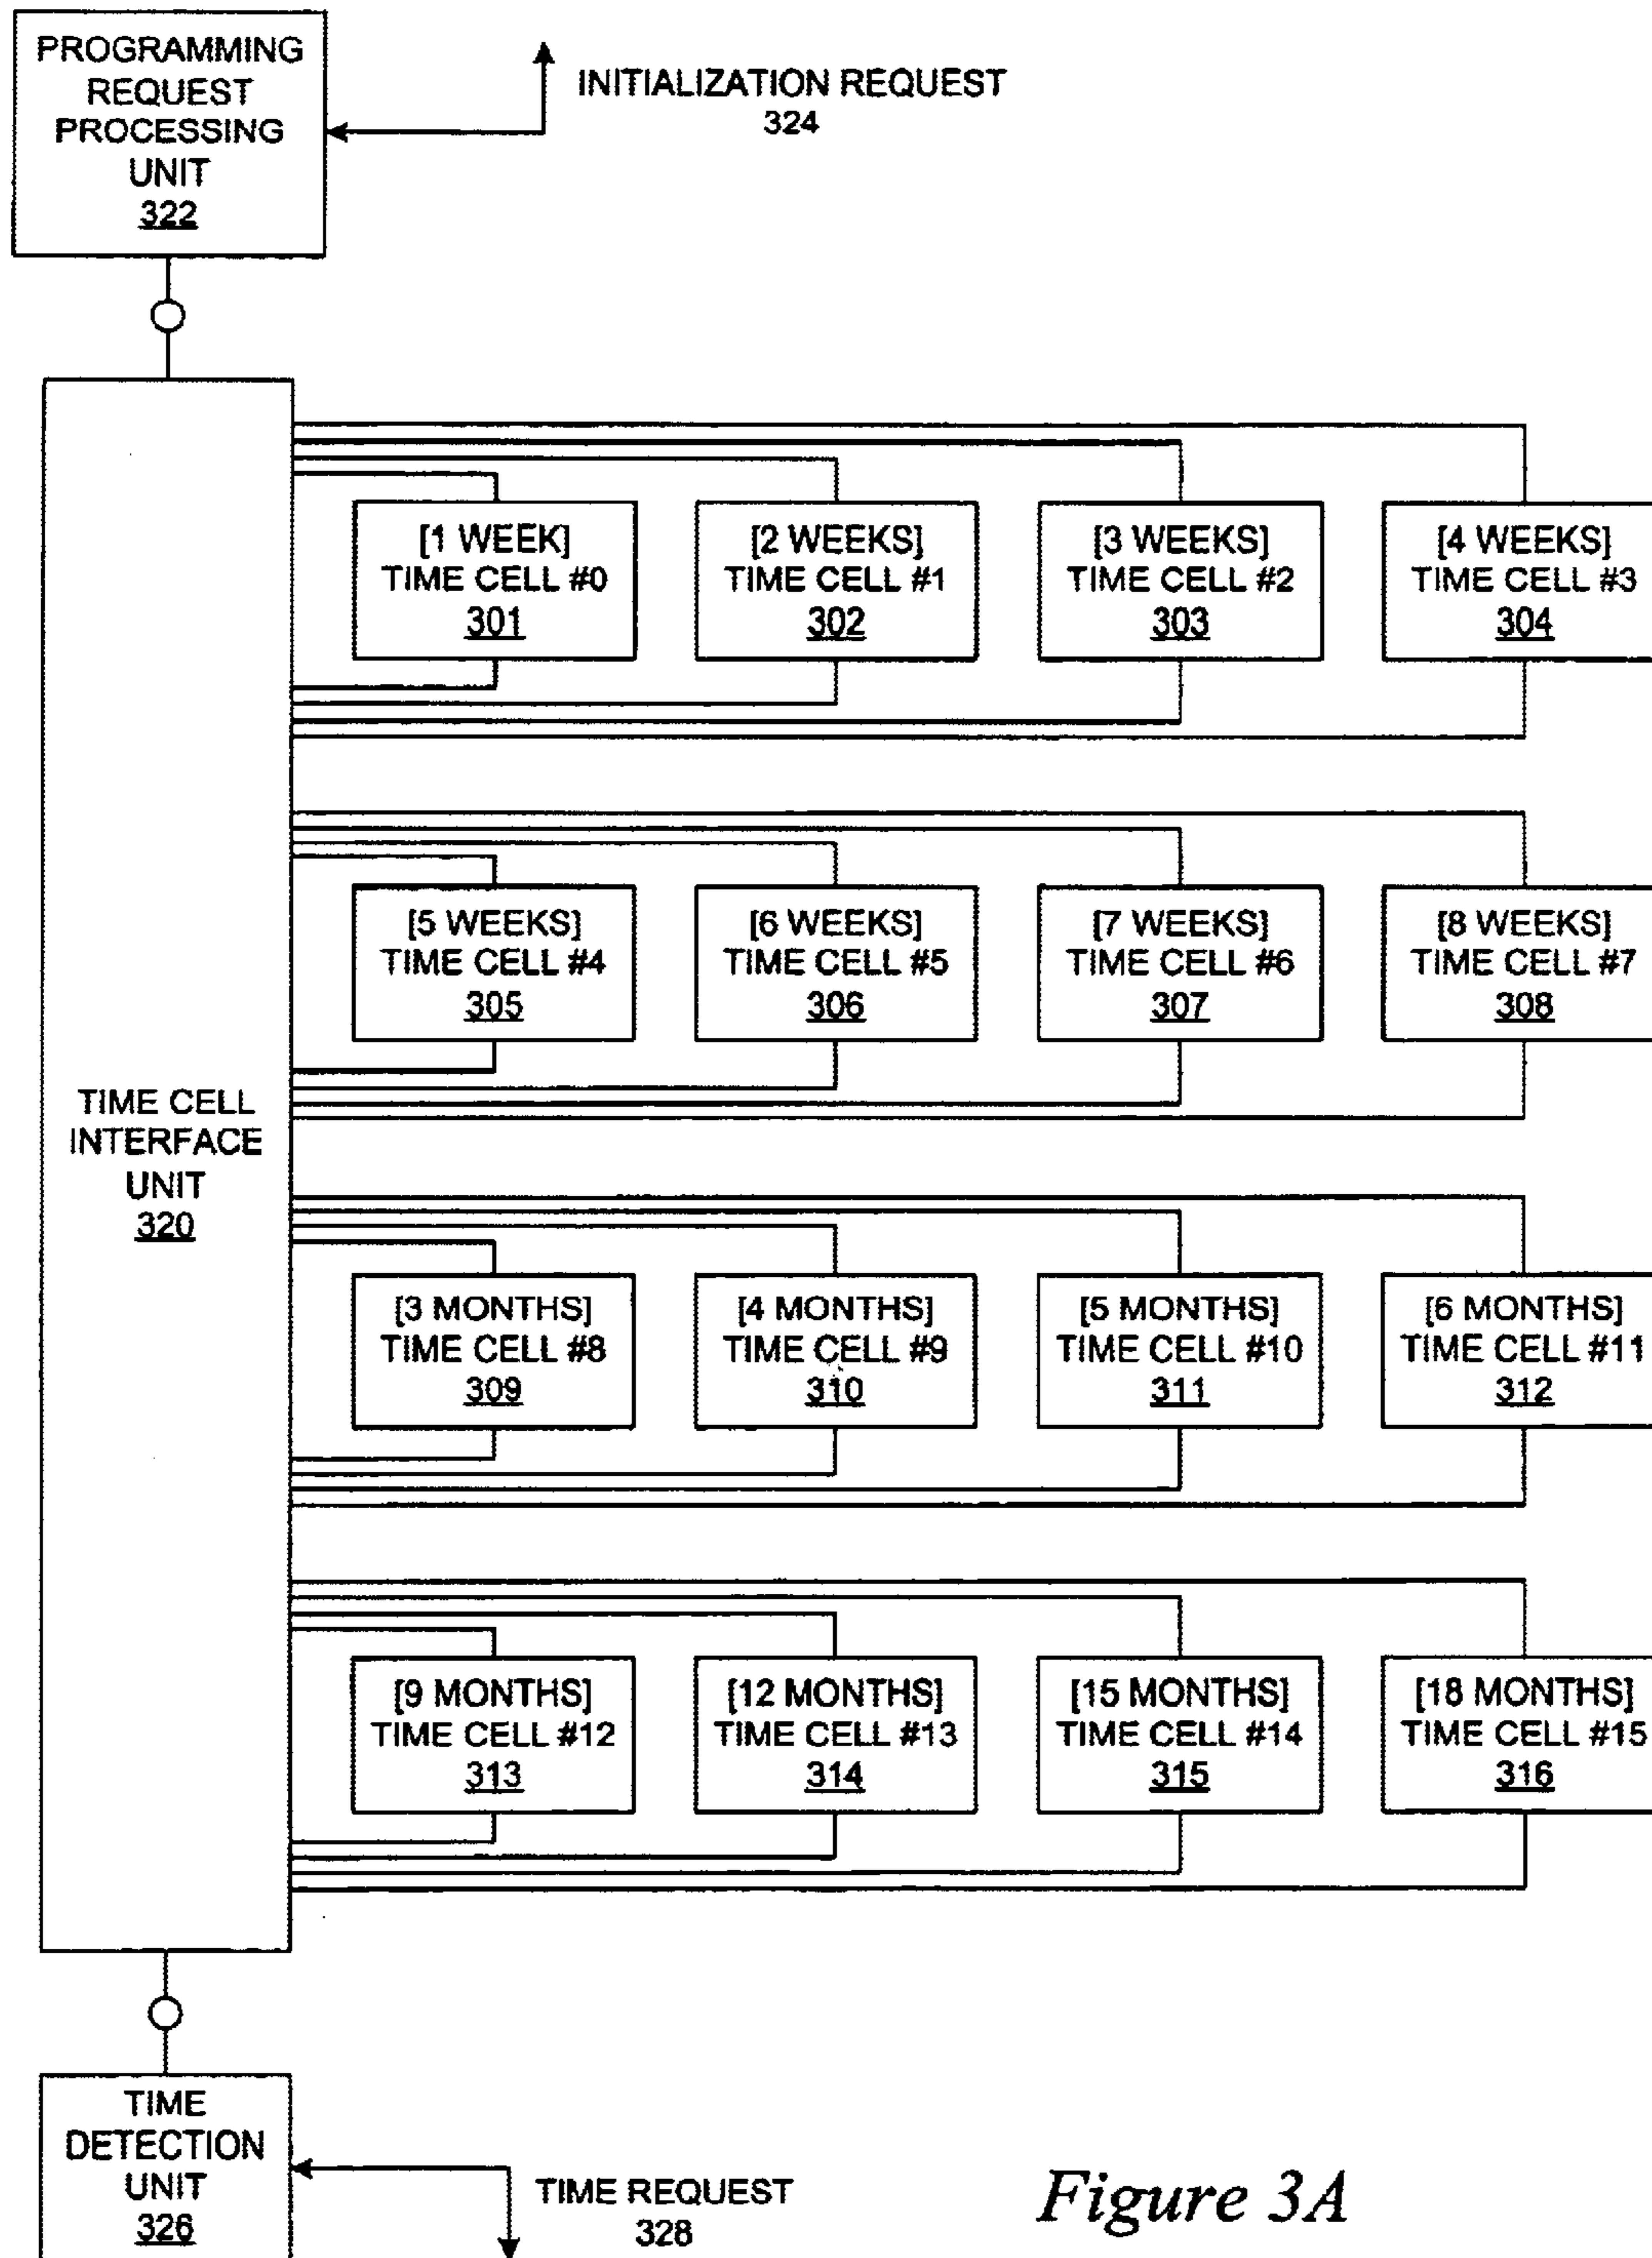 PROGRAMMING
REQUEST
PROCESSING
UNIT
322
INITIALIZATION REQUEST
324
[1 WEEK]
TIME CELL #0
301
[2 WEEKS]
TIME CELL #1
302
[3 WEEKS]
TIME CELL #2
303
[4 WEEKS]
TIME CELL #3
304
[5 WEEKS]
TIME CELL #4
305
[6 WEEKS]
TIME CELL #5
306
[7 WEEKS]
TIME CELL #6
307
[8 WEEKS]
TIME CELL #7
308
TIME CELL
INTERFACE
UNIT
320
[3 MONTHS]
TIME CELL #8
309
[4 MONTHS]
TIME CELL #9
310
[5 MONTHS]
TIME CELL #10
311
[6 MONTHS]
TIME CELL #11
312
[9 MONTHS]
TIME CELL #12
313
[12 MONTHS]
TIME CELL #13
314
[15 MONTHS]
TIME CELL #14
315
[18 MONTHS]
TIME CELL #15
316
TIME
DETECTION
UNIT
326
TIME REQUEST
328
Figure 3A